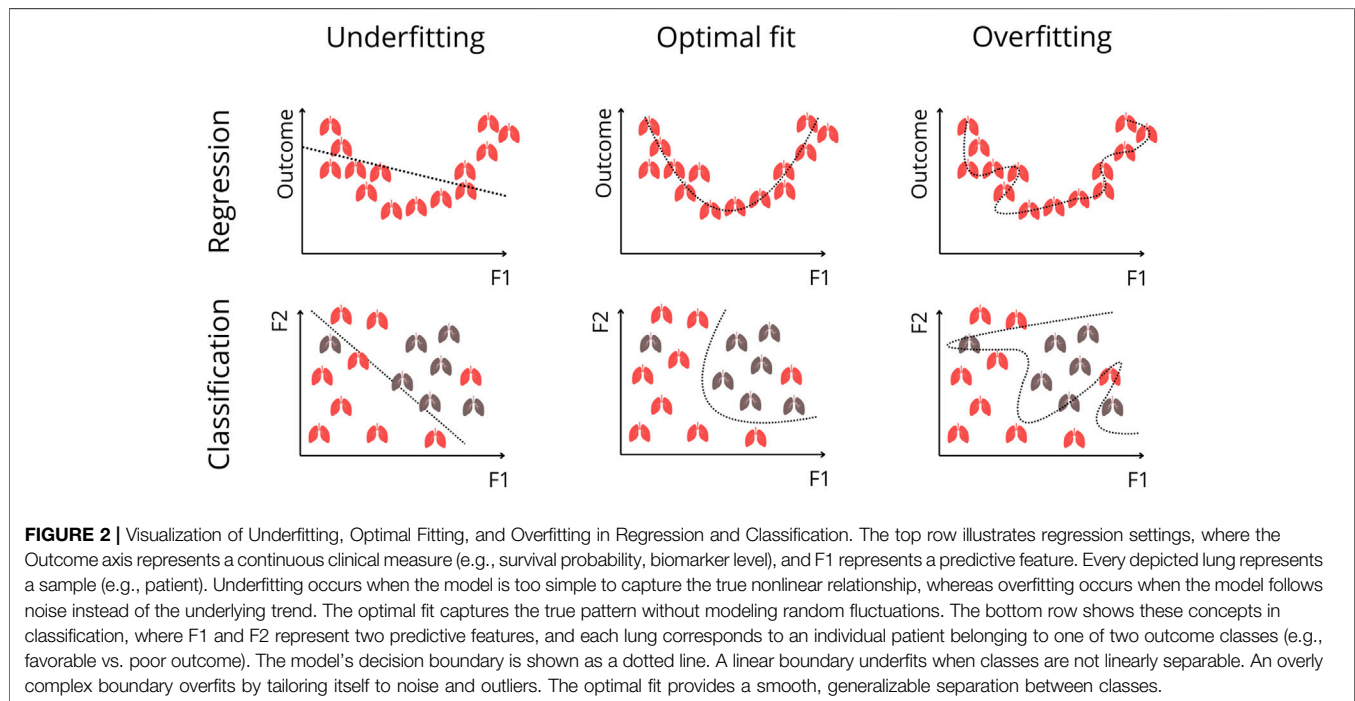 Underfitting
Optimal fit
Overfitting
Regression
Outcome
F1
Outcome
F1
Outcome
F1
Classification
F2
F1
F2
F1
F2
F1
FIGURE 2 | Visualization of Underfitting, Optimal Fitting, and Overfitting in Regression and Classification. The top row illustrates regression settings, where the
Outcome axis represents a continuous clinical measure (e.g., survival probability, biomarker level), and F1 represents a predictive feature. Every depicted lung represents
a sample (e.g., patient). Underfitting occurs when the model is too simple to capture the true nonlinear relationship, whereas overfitting occurs when the model follows
noise instead of the underlying trend. The optimal fit captures the true pattern without modeling random fluctuations. The bottom row shows these concepts in
classification, where F1 and F2 represent two predictive features, and each lung corresponds to an individual patient belonging to one of two outcome classes (e.g.,
favorable vs. poor outcome). The model's decision boundary is shown as a dotted line. A linear boundary underfits when classes are not linearly separable. An overly
complex boundary overfits by tailoring itself to noise and outliers. The optimal fit provides a smooth, generalizable separation between classes.